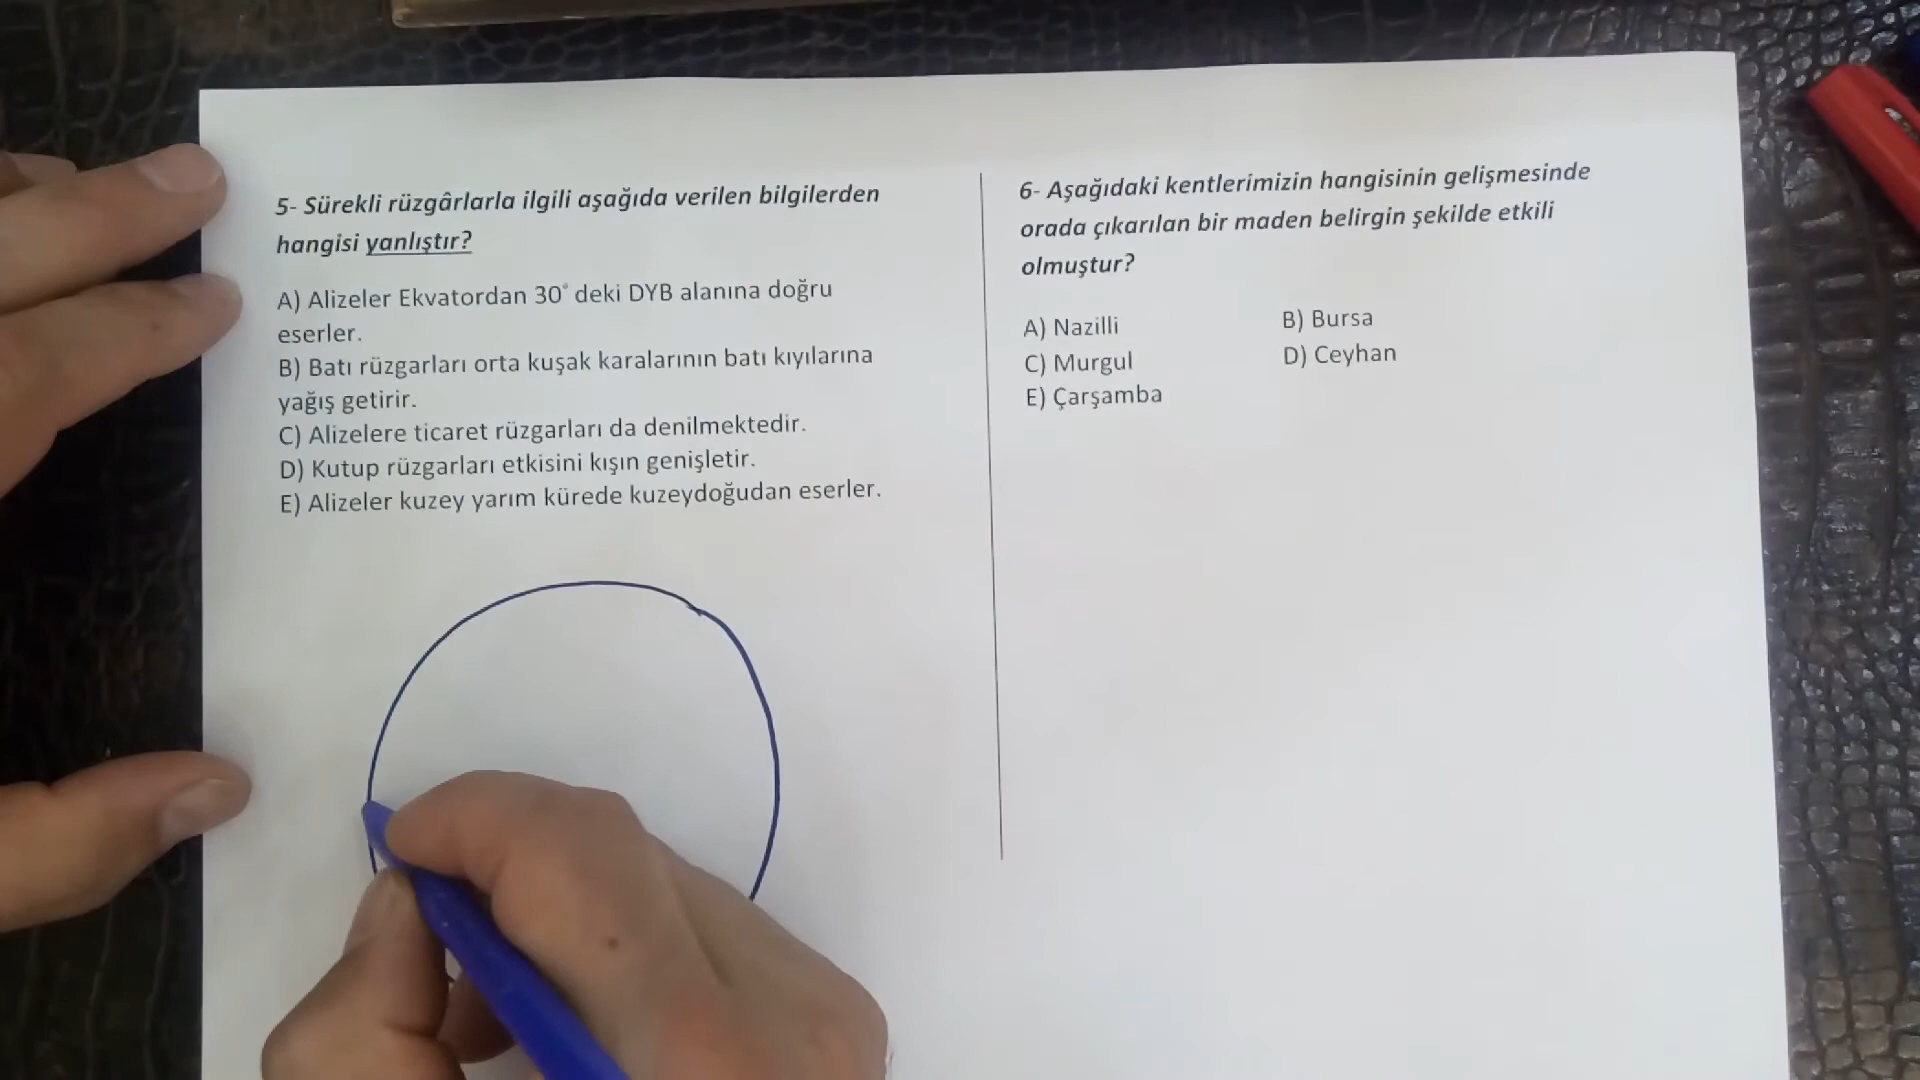 5- Sürekli rüzgârlarla ilgili aşağıda verilen bilgilerden
hangisi yanlıştır?
A) Alizeler Ekvatordan 30° deki DYB alanına doğru
eserler.
B) Batı rüzgarları orta kuşak karalarının batı kıyılarına
yağış getirir.
C) Alizelere ticaret rüzgarları da denilmektedir.
D) Kutup rüzgarları etkisini kışın genişletir.
E) Alizeler kuzey yarım kürede kuzeydoğudan eserler.
6- Aşağıdaki kentlerimizin hangisinin gelişmesinde
orada çıkarılan bir maden belirgin şekilde etkili
olmuştur?
A) Nazilli B) Bursa
C) Murgul D) Ceyhan
E) Çarşamba